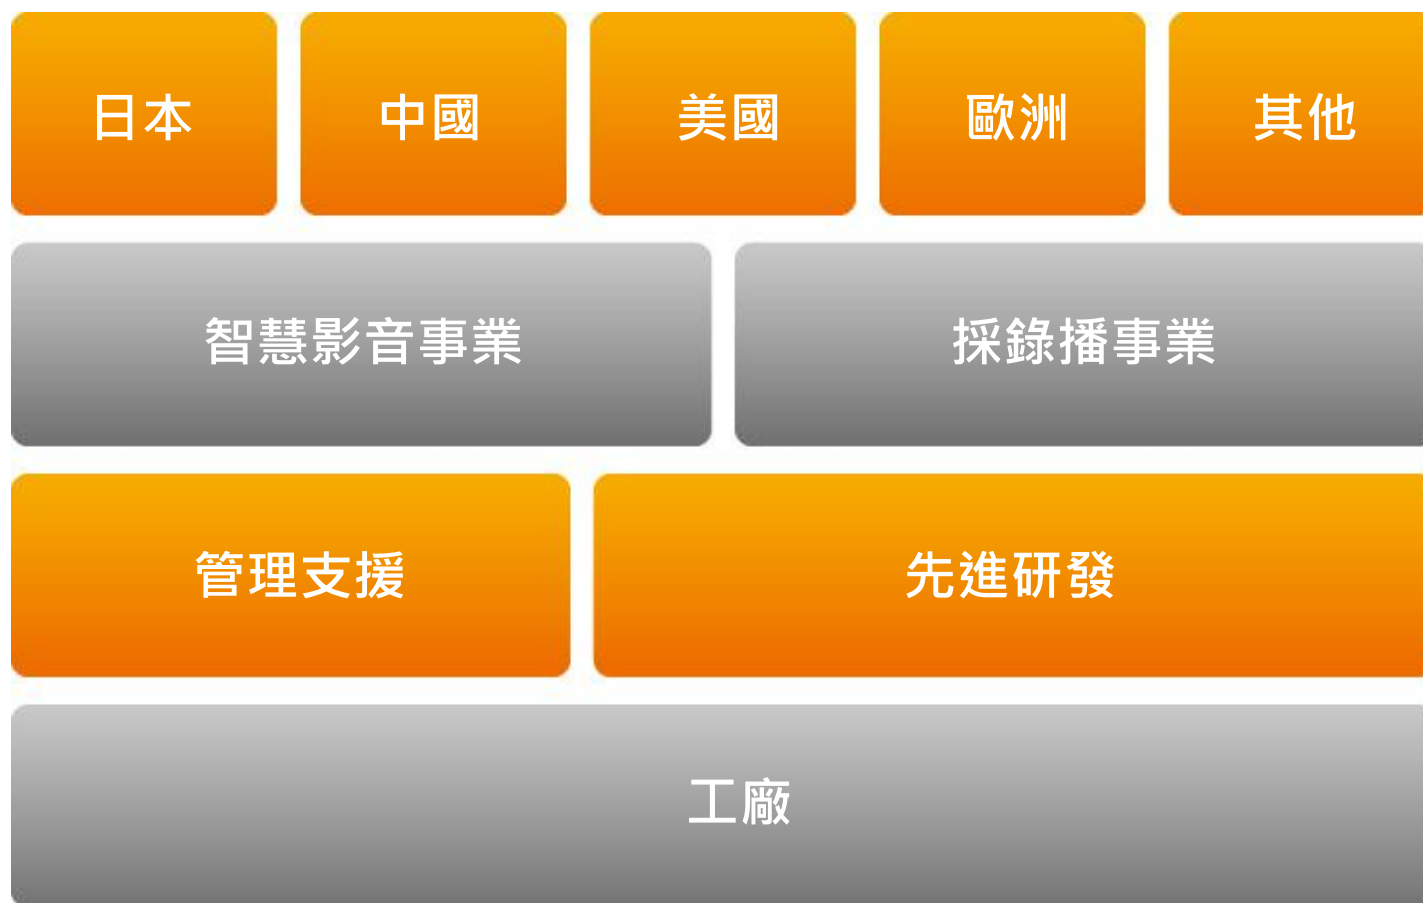 日本
中國
美國
歐洲
其他
智慧影音事業
採錄播事業
管理支援
先進研發
工廠